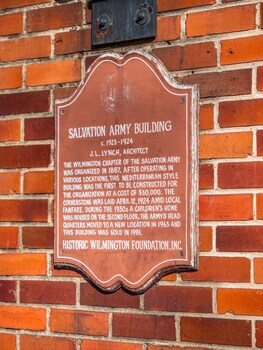 SALVATION ARMY BUILDING
c. 1923-1924
J. L. LYNCH, ARCHITECT
THE WILMINGTON CHAPTER OF THE SALVATION ARMY
WAS ORGANIZED IN 1887. AFTER OPERATING IN
VARIOUS LOCATIONS, THIS MEDITERRANEAN STYLE
BUILDING WAS THE FIRST TO BE CONSTRUCTED FOR
THE ORGANIZATION AT A COST OF $30,000. THE
CORNERSTONE WAS LAID APRIL 12, 1924 AMID LOCAL
FANFARE. DURING THE 1930s A CHILDREN'S HOME
WAS HOUSED ON THE SECOND FLOOR. THE ARMY'S HEAD-
QUARTERS MOVED TO A NEW LOCATION IN 1963 AND
THIS BUILDING WAS SOLD IN 1981.
HISTORIC WILMINGTON FOUNDATION, INC.